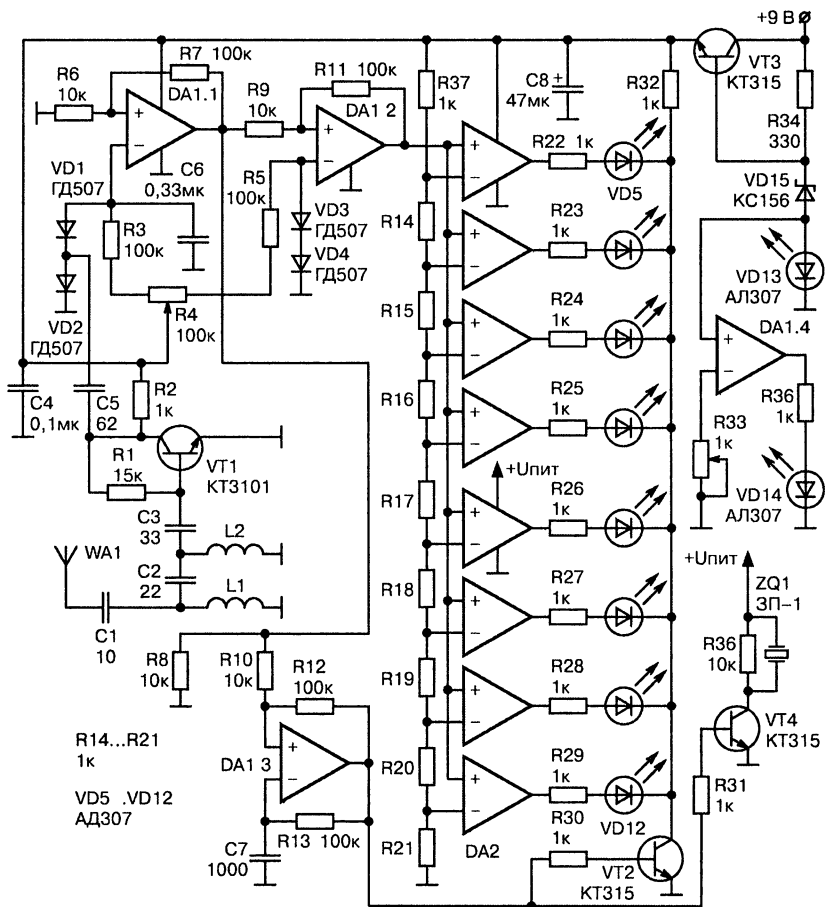 +9 В
R7 100к
R6
10к
DA1.1
R9
10к
R11 100к
DA1 2
R37
1к
C8
+
47мк
R32
1к
VT3
КТ315
R34
330
VD1
ГД507
C6
0,33мк
R5
100к
R22 1к
VD5
VD15
КС156
R3
100к
VD3
ГД507
VD4
ГД507
R14
R23
1к
VD13
АЛ307
VD2
ГД507
R4
100к
R15
R24
1к
DA1.4
C4
0,1мк
C5
62
R2
1к
R16
R25
1к
R36
1к
R33
1к
R1
15к
VT1
КТ3101
+Uпит
R17
R26
1к
VD14
АЛ307
C3
33
L2
WA1
C2
22
L1
R18
R27
1к
+Uпит
ZQ1
ЗП-1
C1
10
R8
10к
R10
10к
R12
100к
R19
R28
1к
R36
10к
VT4
КТ315
R14...R21
1к
DA1 3
R20
R29
1к
R31
1к
VD5 .VD12
АД307
R13 100к
VD12
R30
1к
C7
1000
R21
DA2
VT2
КТ315
+
−
+
−
+
−
+
−
+
−
+
−
+
−
+
−
+
−
+
−
+
−
+
−